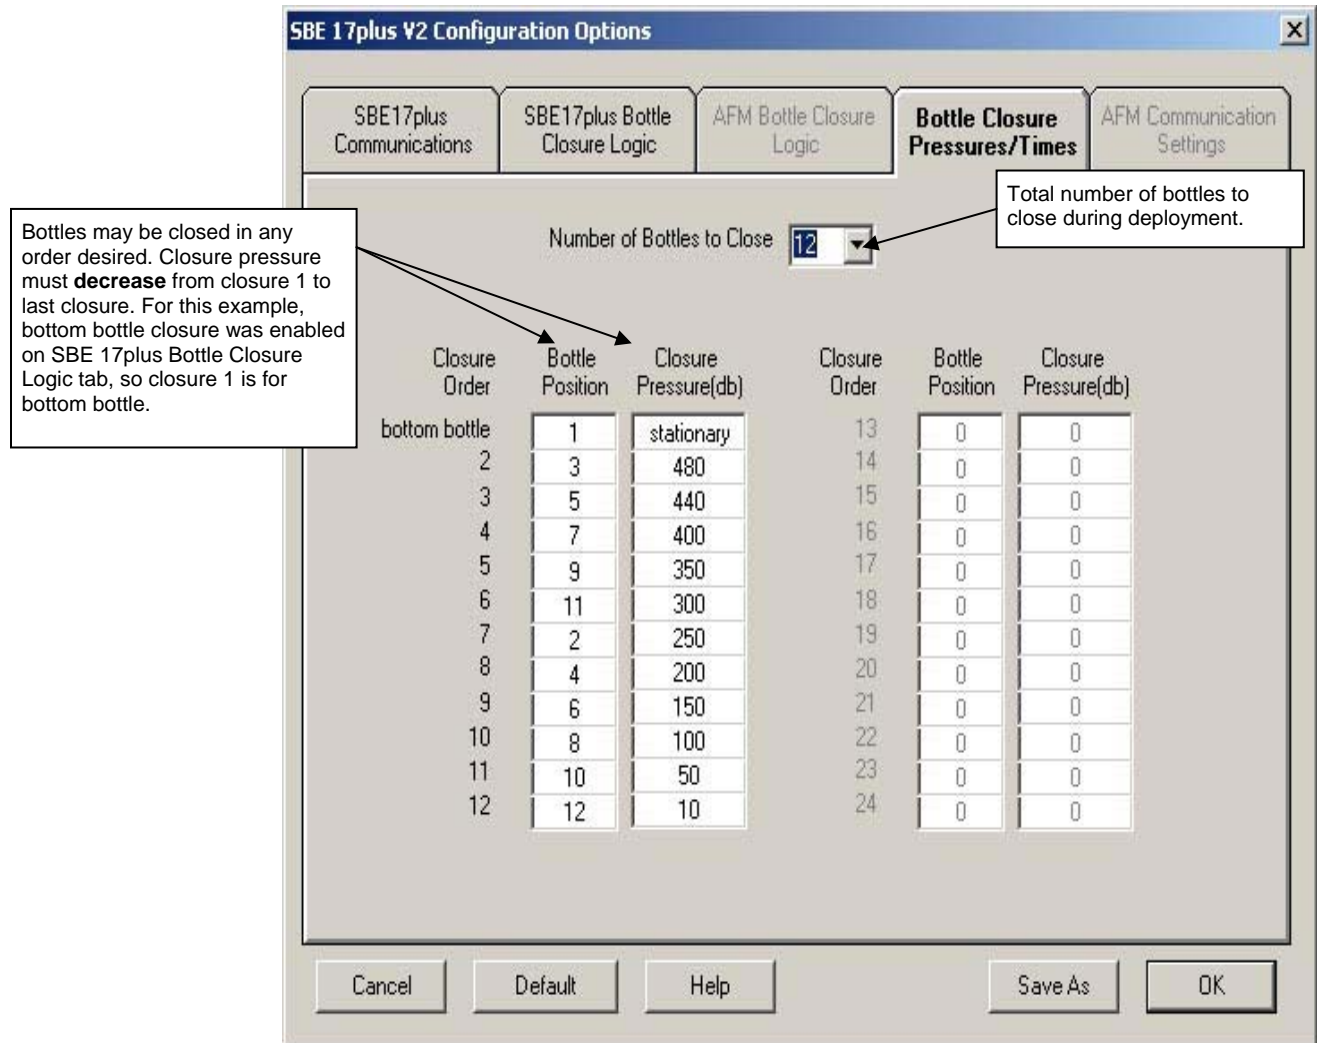 SBE 17plus V2 Configuration Options
SBE17plus
Communications
SBE17plus Bottle
Closure Logic
AFM Bottle Closure
Logic
Bottle Closure
Pressures/Times
AFM Communication
Settings
Total number of bottles to
close during deployment.
Number of Bottles to Close 12
Bottles may be closed in any
order desired. Closure pressure
must decrease from closure 1 to
last closure. For this example,
bottom bottle closure was enabled
on SBE 17plus Bottle Closure
Logic tab, so closure 1 is for
bottom bottle.
Closure Bottle Closure Closure Bottle Closure
Order Position Pressure(db) Order Position Pressure(db)
bottom bottle 1 stationary 13 0 0
2 3 480 14 0 0
3 5 440 15 0 0
4 7 400 16 0 0
5 9 350 17 0 0
6 11 300 18 0 0
7 2 250 19 0 0
8 4 200 20 0 0
9 6 150 21 0 0
10 8 100 22 0 0
11 10 50 23 0 0
12 12 10 24 0 0
Cancel Default Help Save As OK